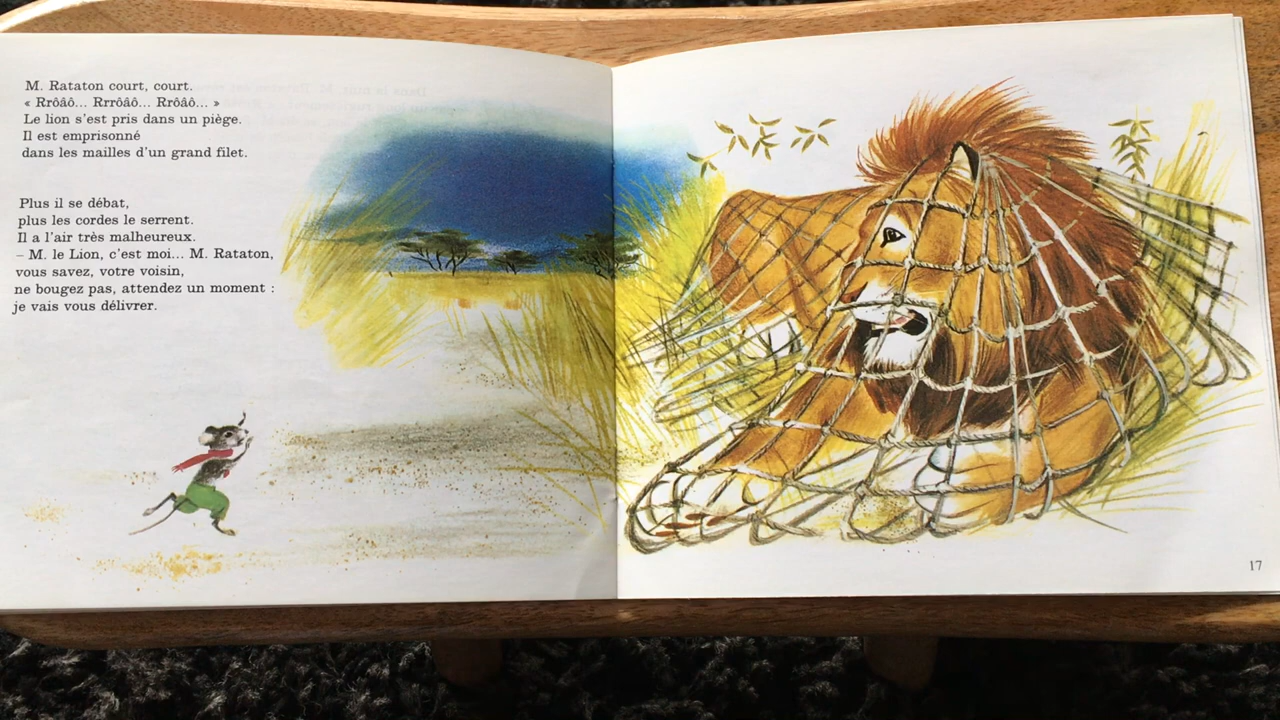 M. Rataton court, court.
« Rrôâô... Rrrôâô... Rrôâô... »
Le lion s'est pris dans un piège.
Il est emprisonné
dans les mailles d'un grand filet.
Plus il se débat,
plus les cordes le serrent.
Il a l'air très malheureux.
– M. le Lion, c'est moi... M. Rataton,
vous savez, votre voisin,
ne bougez pas, attendez un moment :
je vais vous délivrer.
17